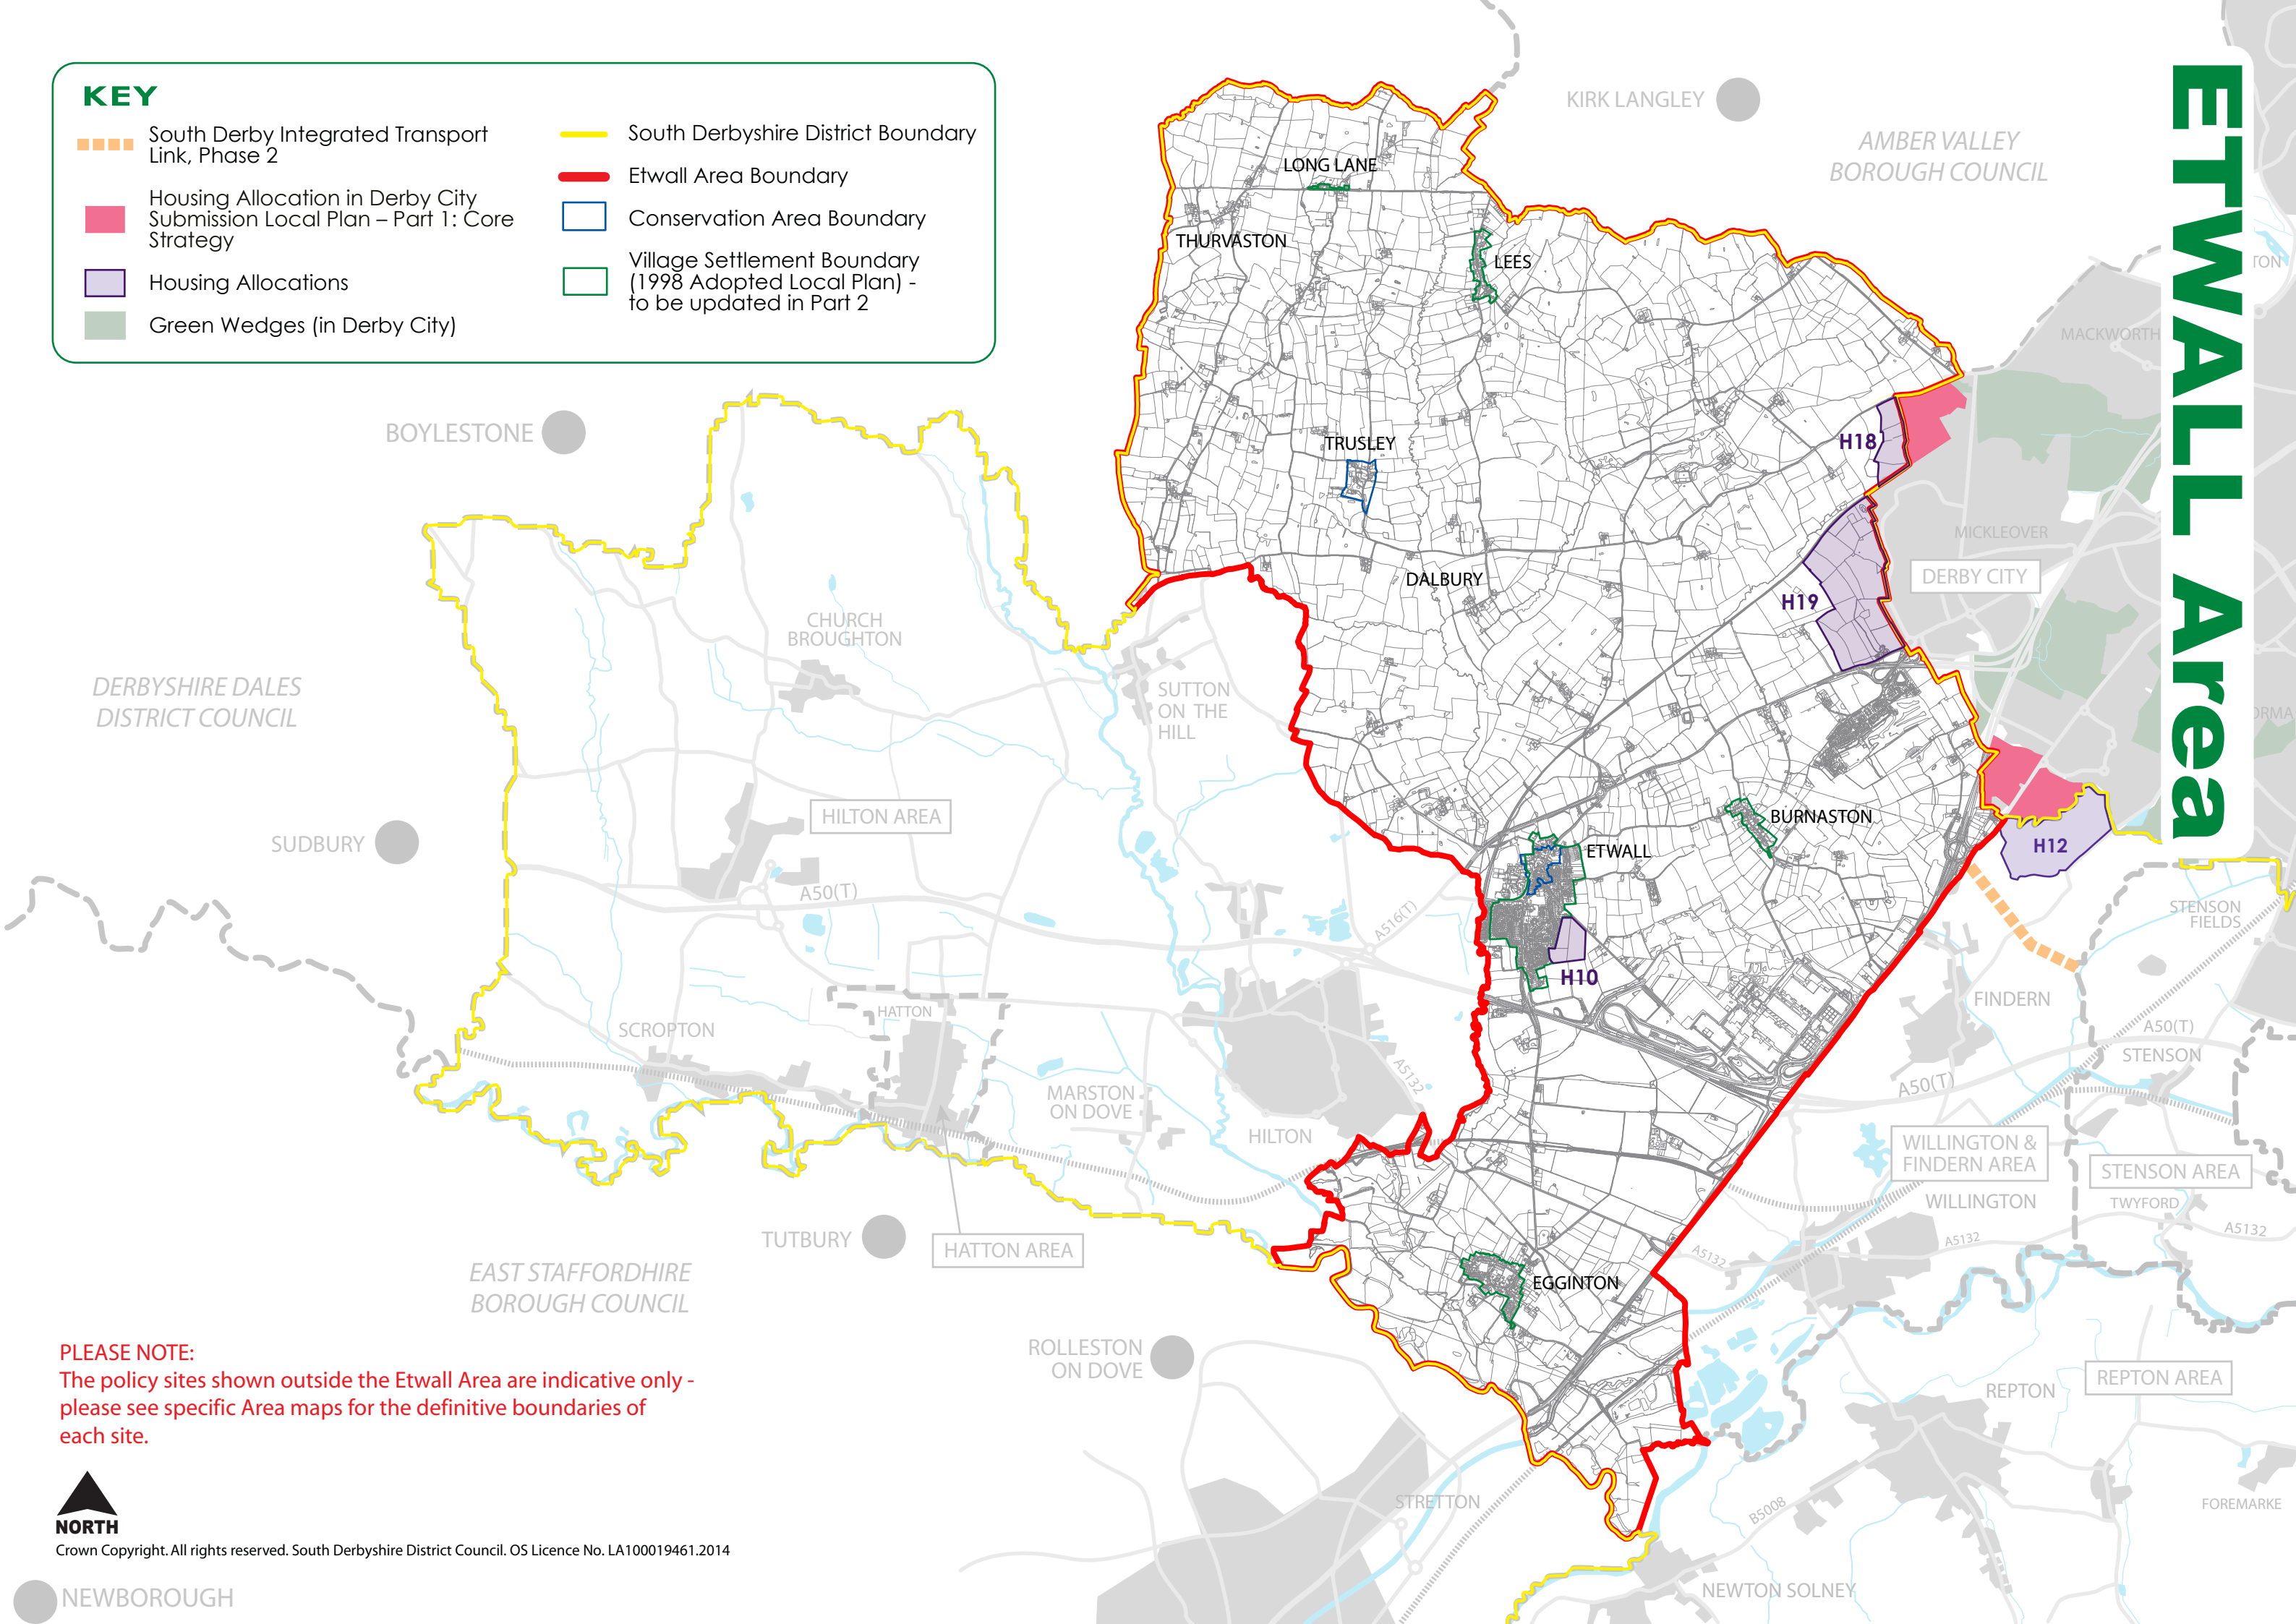 KEY
South Derby Integrated Transport
Link, Phase 2
Housing Allocation in Derby City
Submission Local Plan – Part 1: Core
Strategy
Housing Allocations
Green Wedges (in Derby City)
South Derbyshire District Boundary
Etwall Area Boundary
Conservation Area Boundary
Village Settlement Boundary
(1998 Adopted Local Plan) -
to be updated in Part 2
ETWALL Area
KIRK LANGLEY
AMBER VALLEY
BOROUGH COUNCIL
LONG LANE
THURVASTON
LEES
MACKWORTH
BOYLESTONE
TRUSLEY
H18
MICKLEOVER
DERBY CITY
DALBURY
H19
CHURCH
BROUGHTON
DERBYSHIRE DALES
DISTRICT COUNCIL
SUTTON
ON THE
HILL
HILTON AREA
SUDBURY
BURNASTON
ETWALL
H12
A50(T)
A516(T)
STENSON
FIELDS
H10
FINDERN
HATTON
SCROPTON
A50(T)
STENSON
A5132
A50(T)
MARSTON
ON DOVE
HILTON
WILLINGTON &
FINDERN AREA
STENSON AREA
WILLINGTON
TWYFORD
A5132
A5132
A5132
TUTBURY
HATTON AREA
EAST STAFFORDHIRE
BOROUGH COUNCIL
EGGINTON
ROLLESTON
ON DOVE
REPTON
REPTON AREA
PLEASE NOTE:
The policy sites shown outside the Etwall Area are indicative only -
please see specific Area maps for the definitive boundaries of
each site.
STRETTON
B5008
FOREMARKE
NORTH
Crown Copyright. All rights reserved. South Derbyshire District Council. OS Licence No. LA100019461.2014
NEWBOROUGH
NEWTON SOLNEY